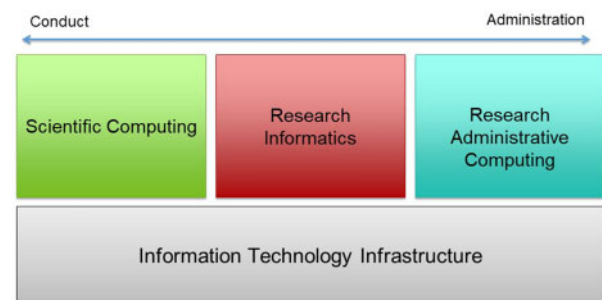 Conduct
Administration
Scientific Computing
Research
Informatics
Research
Administrative
Computing
Information Technology Infrastructure